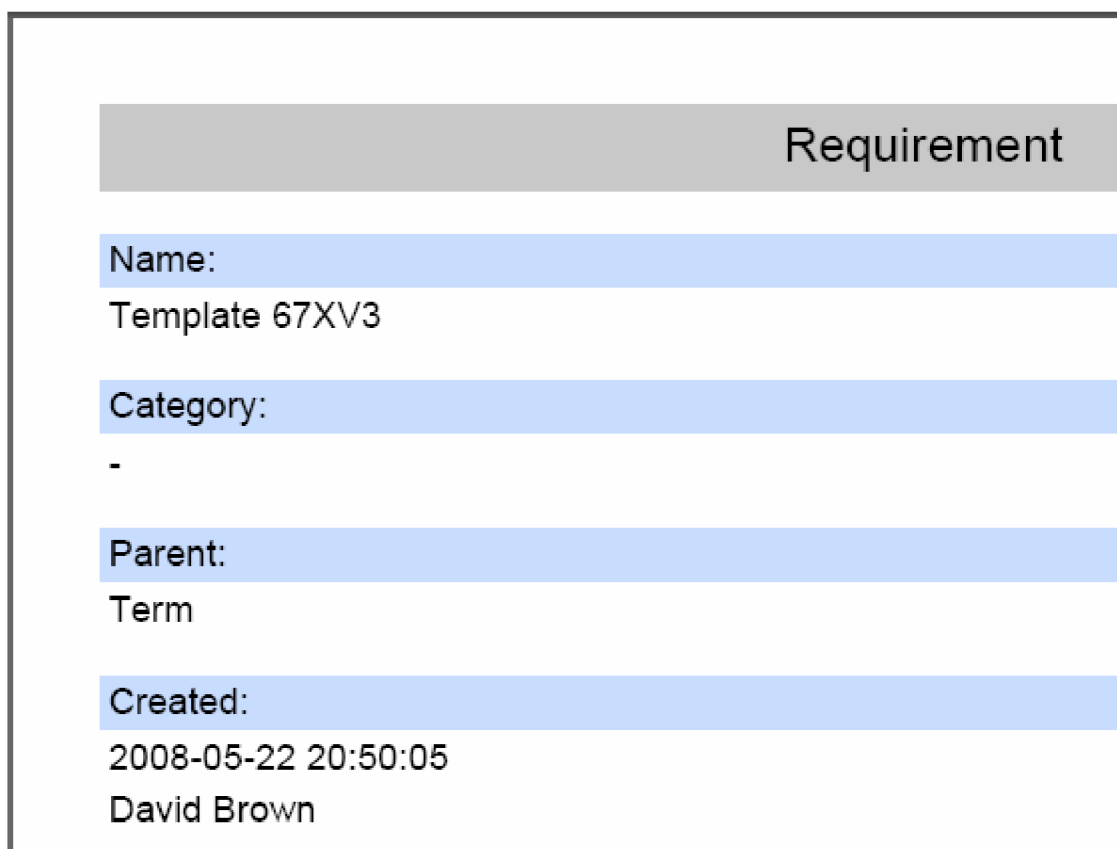 Requirement
Name:
Template 67XV3
Category:
-
Parent:
Term
Created:
2008-05-22 20:50:05
David Brown